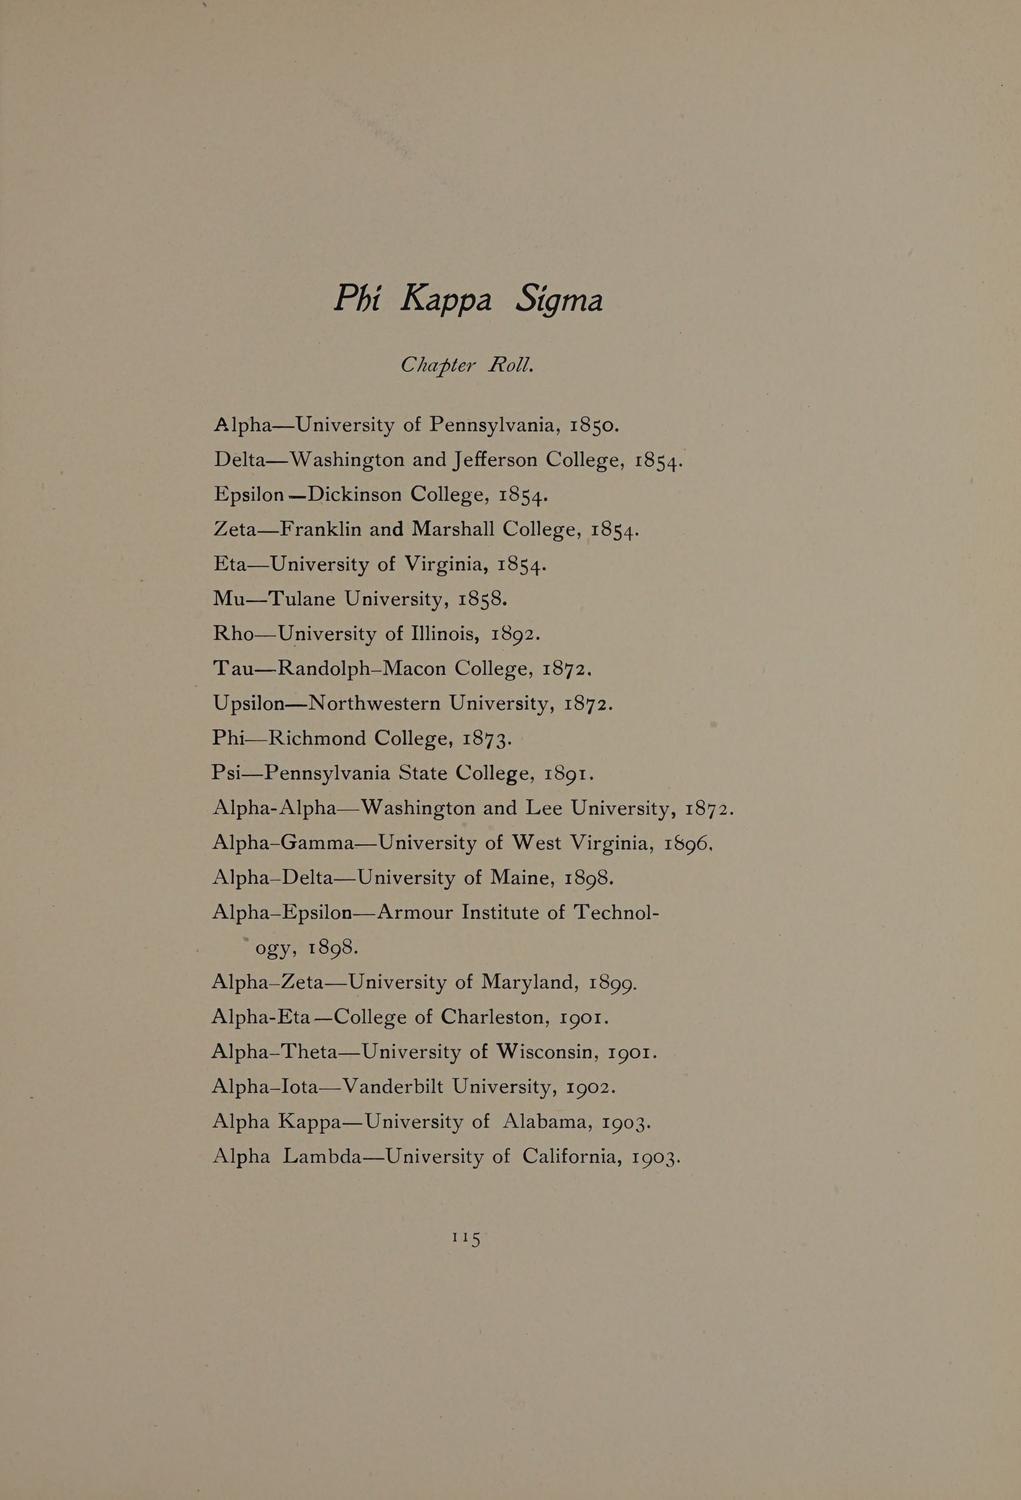 Phi Kappa Sigma
Chapter Roll.
Alpha—University of Pennsylvania, 1850.
Delta—Washington and Jefferson College, 1854.
Epsilon—Dickinson College, 1854.
Zeta—Franklin and Marshall College, 1854.
Eta—University of Virginia, 1854.
Mu—Tulane University, 1858.
Rho—University of Illinois, 1892.
Tau—Randolph–Macon College, 1872.
Upsilon—Northwestern University, 1872.
Phi—Richmond College, 1873.
Psi—Pennsylvania State College, 1891.
Alpha-Alpha—Washington and Lee University, 1872.
Alpha–Gamma—University of West Virginia, 1896.
Alpha–Delta—University of Maine, 1898.
Alpha–Epsilon—Armour Institute of Technol-
ogy, 1898.
Alpha–Zeta—University of Maryland, 1899.
Alpha-Eta—College of Charleston, 1901.
Alpha–Theta—University of Wisconsin, 1901.
Alpha–Iota—Vanderbilt University, 1902.
Alpha Kappa—University of Alabama, 1903.
Alpha Lambda—University of California, 1903.
115